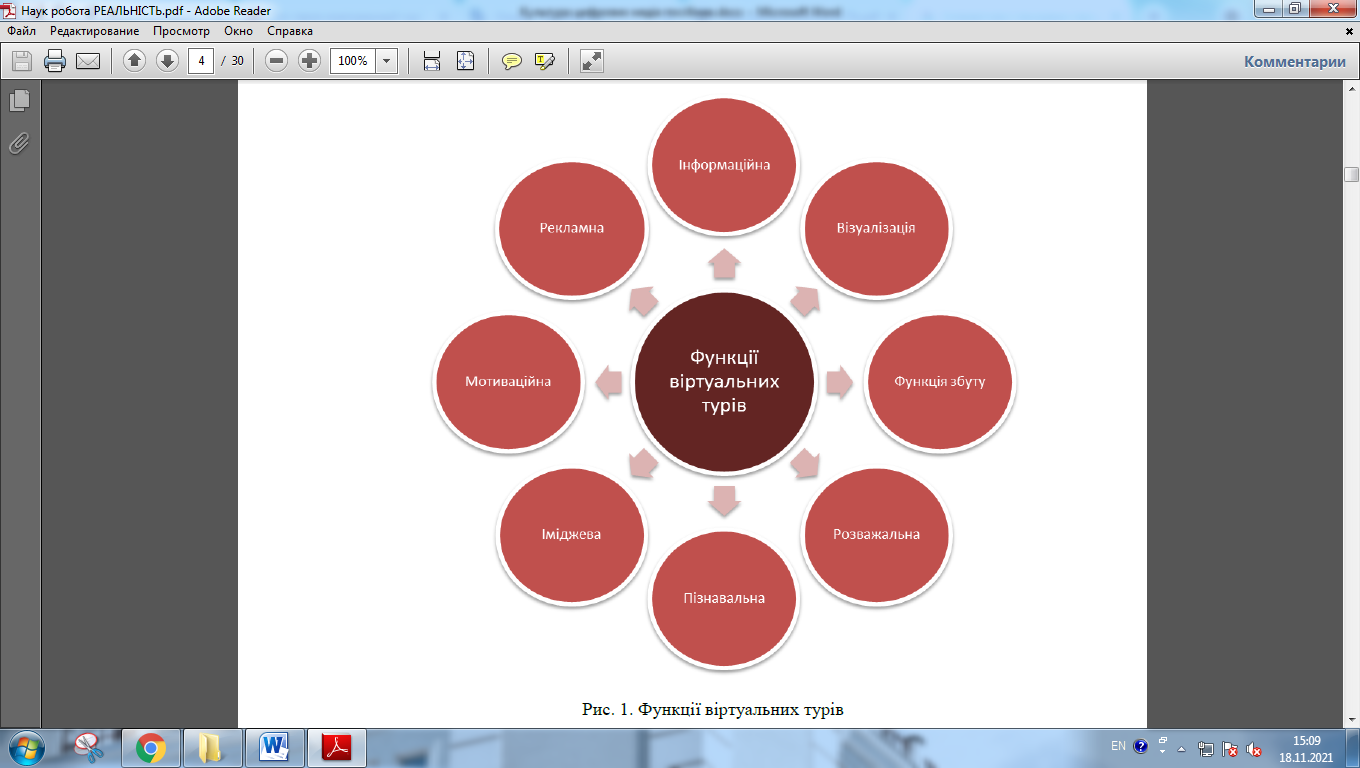 Наук робота РЕАЛЬНІСТЬ.pdf - Adobe Reader
Файл Редактирование Просмотр Окно Справка
4 / 30 100% Комментарии
Інформаційна
Рекламна
Візуалізація
Функції
віртуальних
турів
Мотиваційна
Функція збуту
Іміджева
Розважальна
Пізнавальна
Рис. 1. Функції віртуальних турів
EN
15:09
18.11.2021